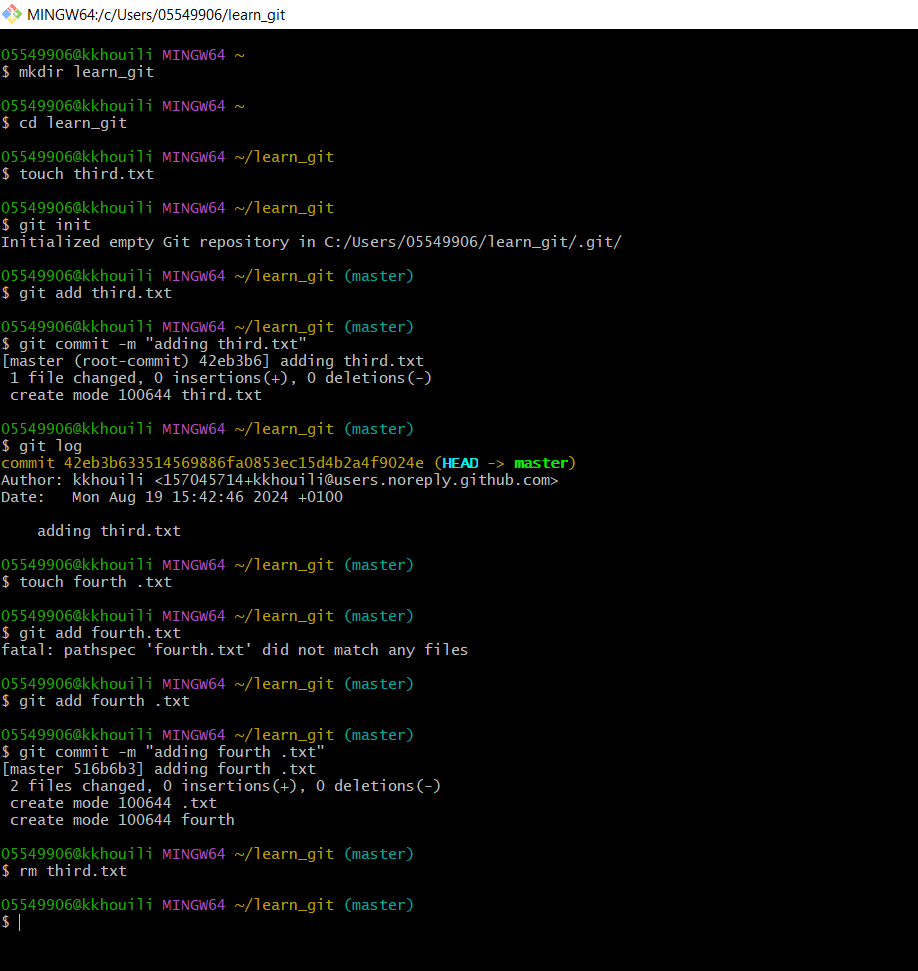 MINGW64:/c/Users/05549906/learn_git
05549906@kkhouili MINGW64 ~
$ mkdir learn_git
05549906@kkhouili MINGW64 ~
$ cd learn_git
05549906@kkhouili MINGW64 ~/learn_git
$ touch third.txt
05549906@kkhouili MINGW64 ~/learn_git
$ git init
Initialized empty Git repository in C:/Users/05549906/learn_git/.git/
05549906@kkhouili MINGW64 ~/learn_git (master)
$ git add third.txt
05549906@kkhouili MINGW64 ~/learn_git (master)
$ git commit -m "adding third.txt"
[master (root-commit) 42eb3b6] adding third.txt
 1 file changed, 0 insertions(+), 0 deletions(-)
 create mode 100644 third.txt
05549906@kkhouili MINGW64 ~/learn_git (master)
$ git log
commit 42eb3b633514569886fa0853ec15d4b2a4f9024e (HEAD -> master)
Author: kkhouili <157045714+kkhouili@users.noreply.github.com>
Date:   Mon Aug 19 15:42:46 2024 +0100
    adding third.txt
05549906@kkhouili MINGW64 ~/learn_git (master)
$ touch fourth .txt
05549906@kkhouili MINGW64 ~/learn_git (master)
$ git add fourth.txt
fatal: pathspec 'fourth.txt' did not match any files
05549906@kkhouili MINGW64 ~/learn_git (master)
$ git add fourth .txt
05549906@kkhouili MINGW64 ~/learn_git (master)
$ git commit -m "adding fourth .txt"
[master 516b6b3] adding fourth .txt
 2 files changed, 0 insertions(+), 0 deletions(-)
 create mode 100644 .txt
 create mode 100644 fourth
05549906@kkhouili MINGW64 ~/learn_git (master)
$ rm third.txt
05549906@kkhouili MINGW64 ~/learn_git (master)
$